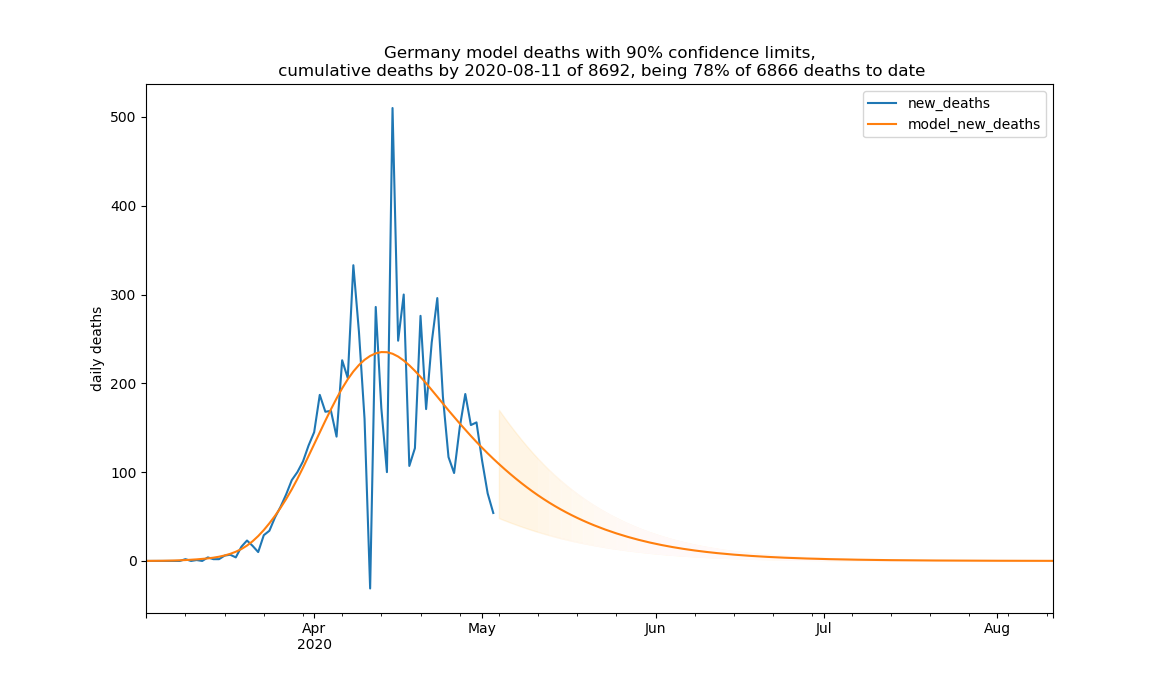 Germany model deaths with 90% confidence limits,
cumulative deaths by 2020-08-11 of 8692, being 78% of 6866 deaths to date
new_deaths
model_new_deaths
daily deaths
500
400
300
200
100
0
Apr
2020
May
Jun
Jul
Aug